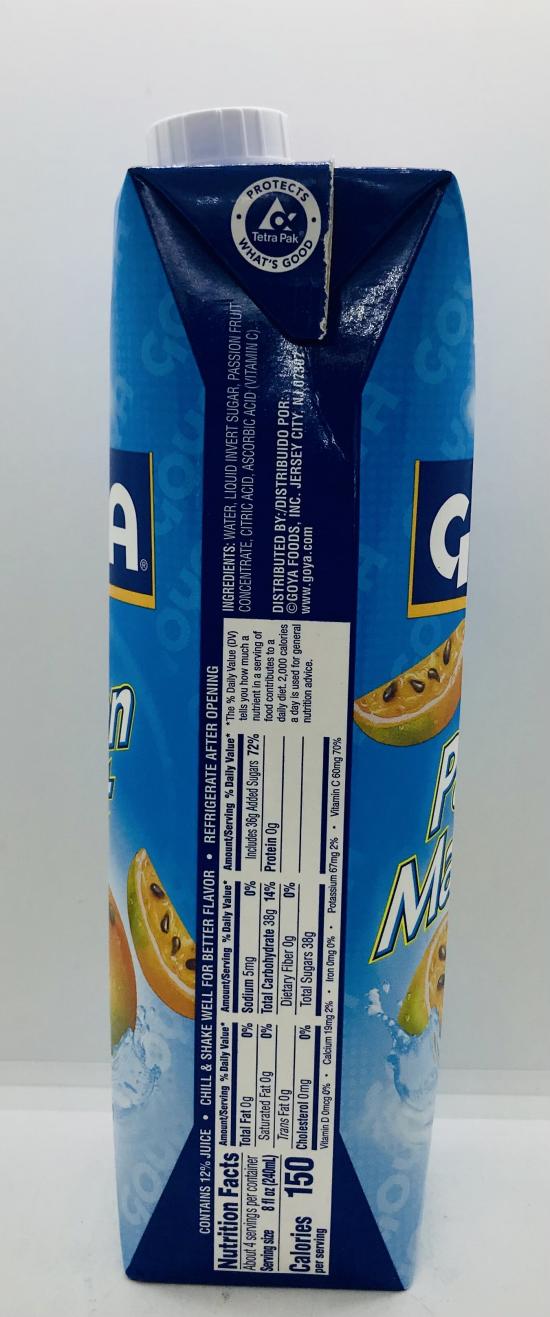 PROTECTS
Tetra Pak®
WHAT'S GOOD
INGREDIENTS: WATER, LIQUID INVERT SUGAR, PASSION FRUIT
CONCENTRATE, CITRIC ACID, ASCORBIC ACID (VITAMIN C).
DISTRIBUTED BY:/DISTRIBUIDO POR:
©GOYA FOODS, INC. JERSEY CITY, NJ 07307
www.goya.com
CONTAINS 12% JUICE • CHILL & SHAKE WELL FOR BETTER FLAVOR • REFRIGERATE AFTER OPENING
Nutrition Facts
About 4 servings per container
Serving size 8 fl oz (240mL)
Calories 150
per serving
Amount/Serving % Daily Value*
Total Fat 0g 0%
Saturated Fat 0g 0%
Trans Fat 0g
Cholesterol 0mg 0%
Amount/Serving % Daily Value*
Sodium 5mg 0%
Total Carbohydrate 38g 14%
Dietary Fiber 0g 0%
Total Sugars 38g
Amount/Serving % Daily Value*
Includes 36g Added Sugars 72%
Protein 0g
Vitamin D 0mcg 0% • Calcium 19mg 2% • Iron 0mg 0% • Potassium 67mg 2% • Vitamin C 60mg 70%
*The % Daily Value (DV)
tells you how much a
nutrient in a serving of
food contributes to a
daily diet. 2,000 calories
a day is used for general
nutrition advice.
A®
n
G
P
Ma